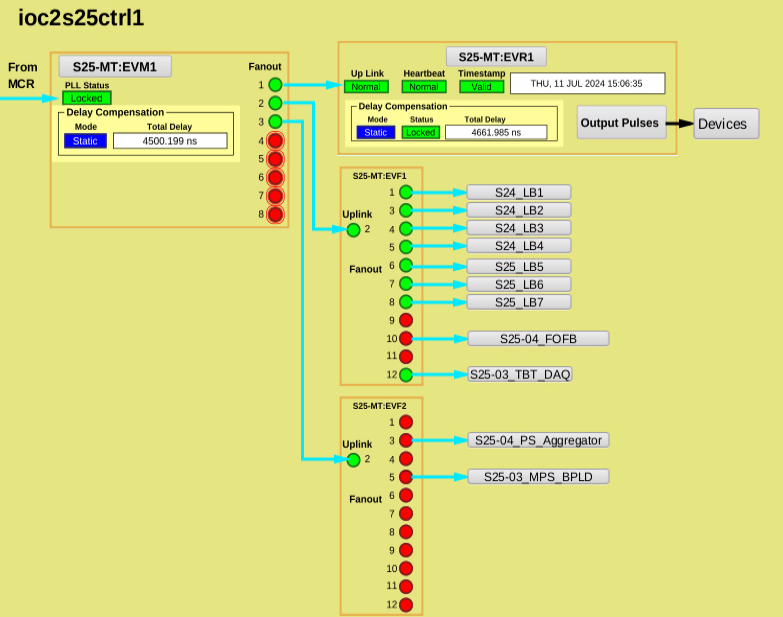 ioc2s25ctrl1
From
MCR
S25-MT:EVM1
PLL Status
Locked
Delay Compensation
Mode
Total Delay
Static
4500.199 ns
Fanout
1
2
3
4
5
6
7
8
S25-MT:EVR1
Up Link
Heartbeat
Timestamp
Normal
Normal
Valid
THU, 11 JUL 2024 15:06:35
Delay Compensation
Mode
Status
Total Delay
Static
Locked
4661.985 ns
Output Pulses
Devices
S25-MT:EVF1
Uplink
2
Fanout
1
S24_LB1
3
S24_LB2
4
S24_LB3
5
S24_LB4
6
S25_LB5
7
S25_LB6
8
S25_LB7
9
10
S25-04_FOFB
11
12
S25-03_TBT_DAQ
S25-MT:EVF2
Uplink
2
Fanout
1
3
S25-04_PS_Aggregator
4
5
S25-03_MPS_BPLD
6
7
8
9
10
11
12